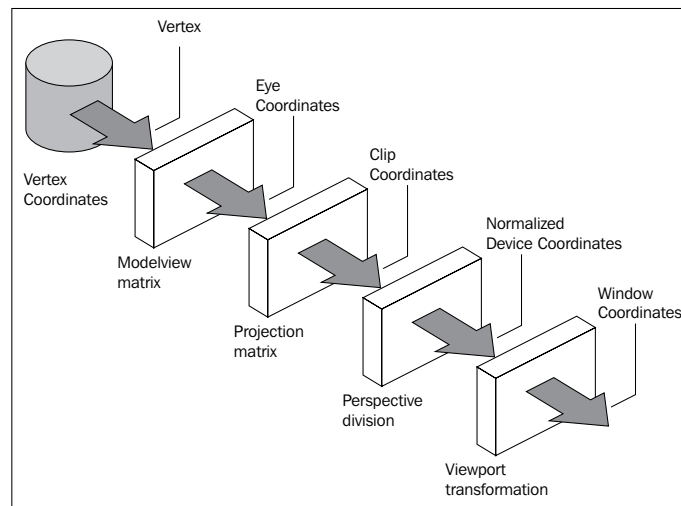 Vertex
Eye
Coordinates
Clip
Coordinates
Vertex
Coordinates
Normalized
Device Coordinates
Modelview
matrix
Window
Coordinates
Projection
matrix
Perspective
division
Viewport
transformation